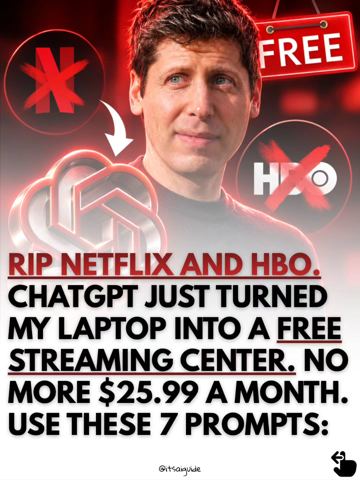 FREE
N
HBO
RIP NETFLIX AND HBO.
CHATGPT JUST TURNED
MY LAPTOP INTO A FREE
STREAMING CENTER. NO
MORE $25.99 A MONTH.
USE THESE 7 PROMPTS:
@itsaiguide